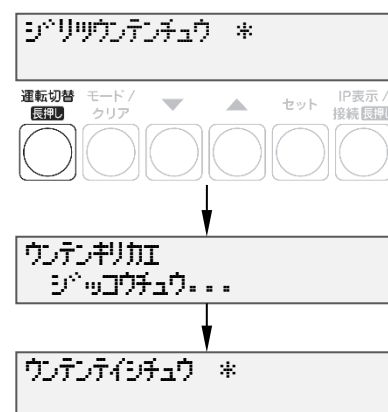 ジリツウンテンチュウ *
運転切替 長押し
モード/ クリア
▼
▲
セット
IP表示/ 接続 長押し
ウンテンキリカエ
ジッコウチュウ...
ウンテンテイシチュウ *